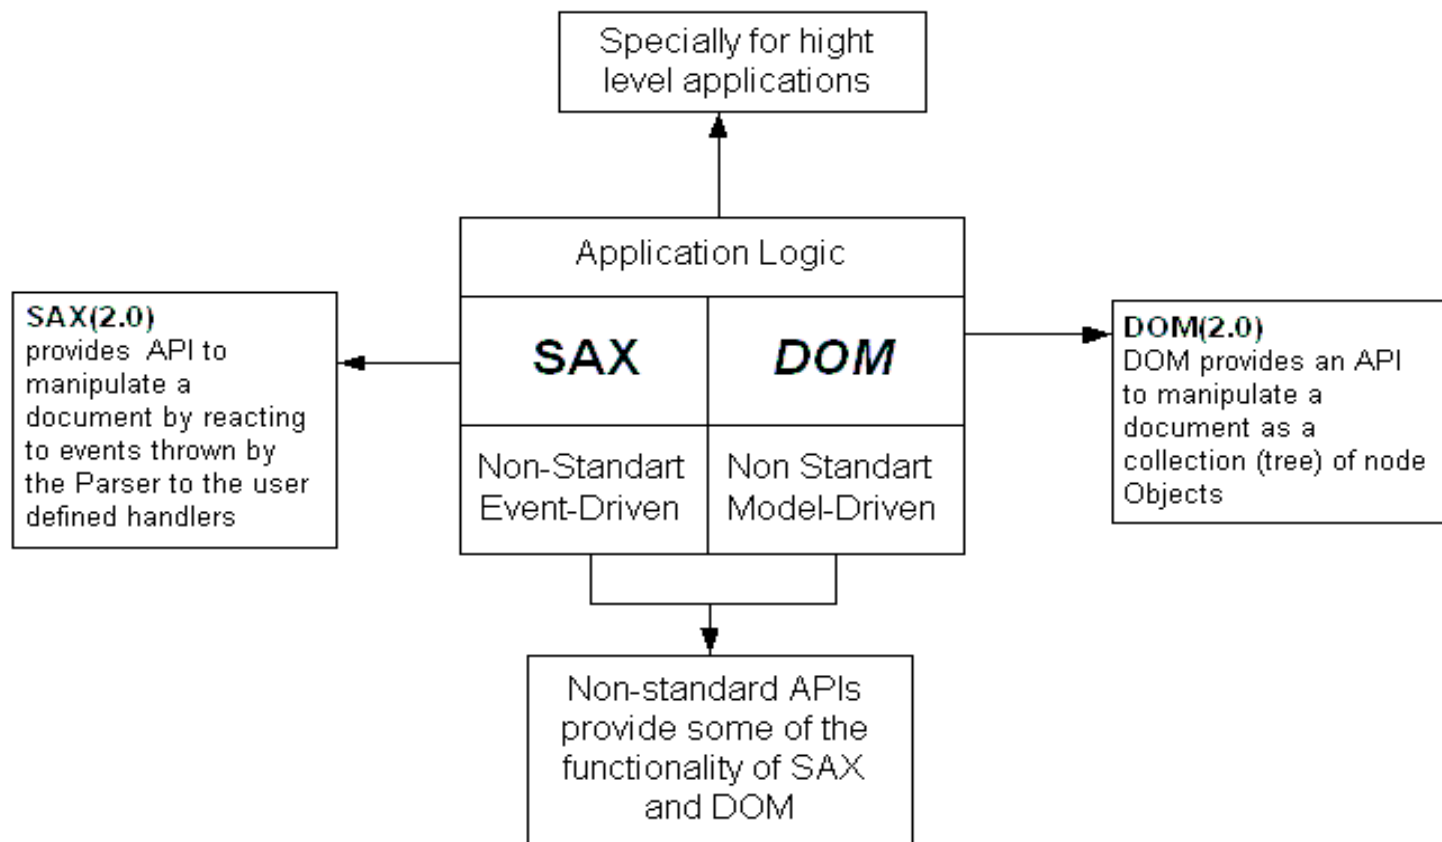 Specially for hight
level applications
Application Logic
SAX(2.0)
provides API to
manipulate a
document by reacting
to events thrown by
the Parser to the user
defined handlers
SAX
DOM
Non-Standart
Event-Driven
Non Standart
Model-Driven
DOM(2.0)
DOM provides an API
to manipulate a
document as a
collection (tree) of node
Objects
Non-standard APIs
provide some of the
functionality of SAX
and DOM